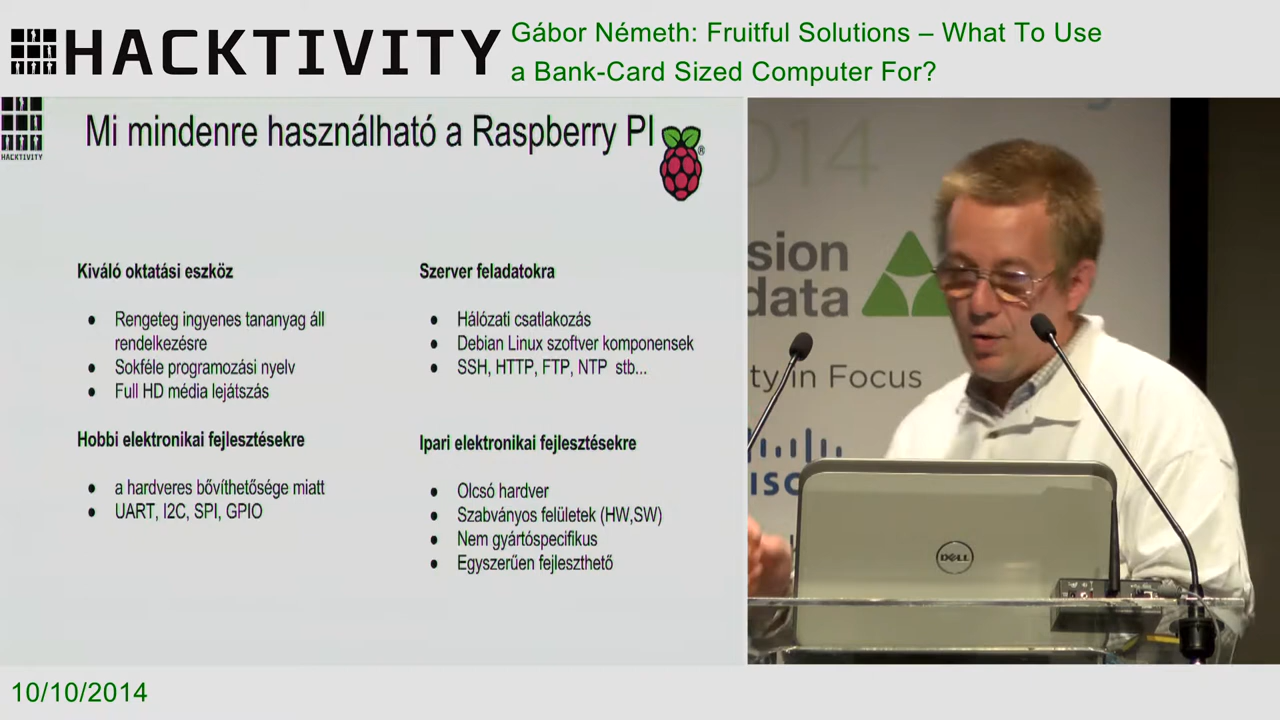 HACKTIVITY
Gábor Németh: Fruitful Solutions – What To Use
a Bank-Card Sized Computer For?
HACKTIVITY
Mi mindenre használható a Raspberry PI
®
Kiváló oktatási eszköz
● Rengeteg ingyenes tananyag áll
rendelkezésre
● Sokféle programozási nyelv
● Full HD média lejátszás
Hobbi elektronikai fejlesztésekre
● a hardveres bővíthetősége miatt
● UART, I2C, SPI, GPIO
Szerver feladatokra
● Hálózati csatlakozás
● Debian Linux szoftver komponensek
● SSH, HTTP, FTP, NTP stb...
Ipari elektronikai fejlesztésekre
● Olcsó hardver
● Szabványos felületek (HW,SW)
● Nem gyártóspecifikus
● Egyszerűen fejleszthető
2014
sion
data
ty in Focus
ISC
DELL
10/10/2014